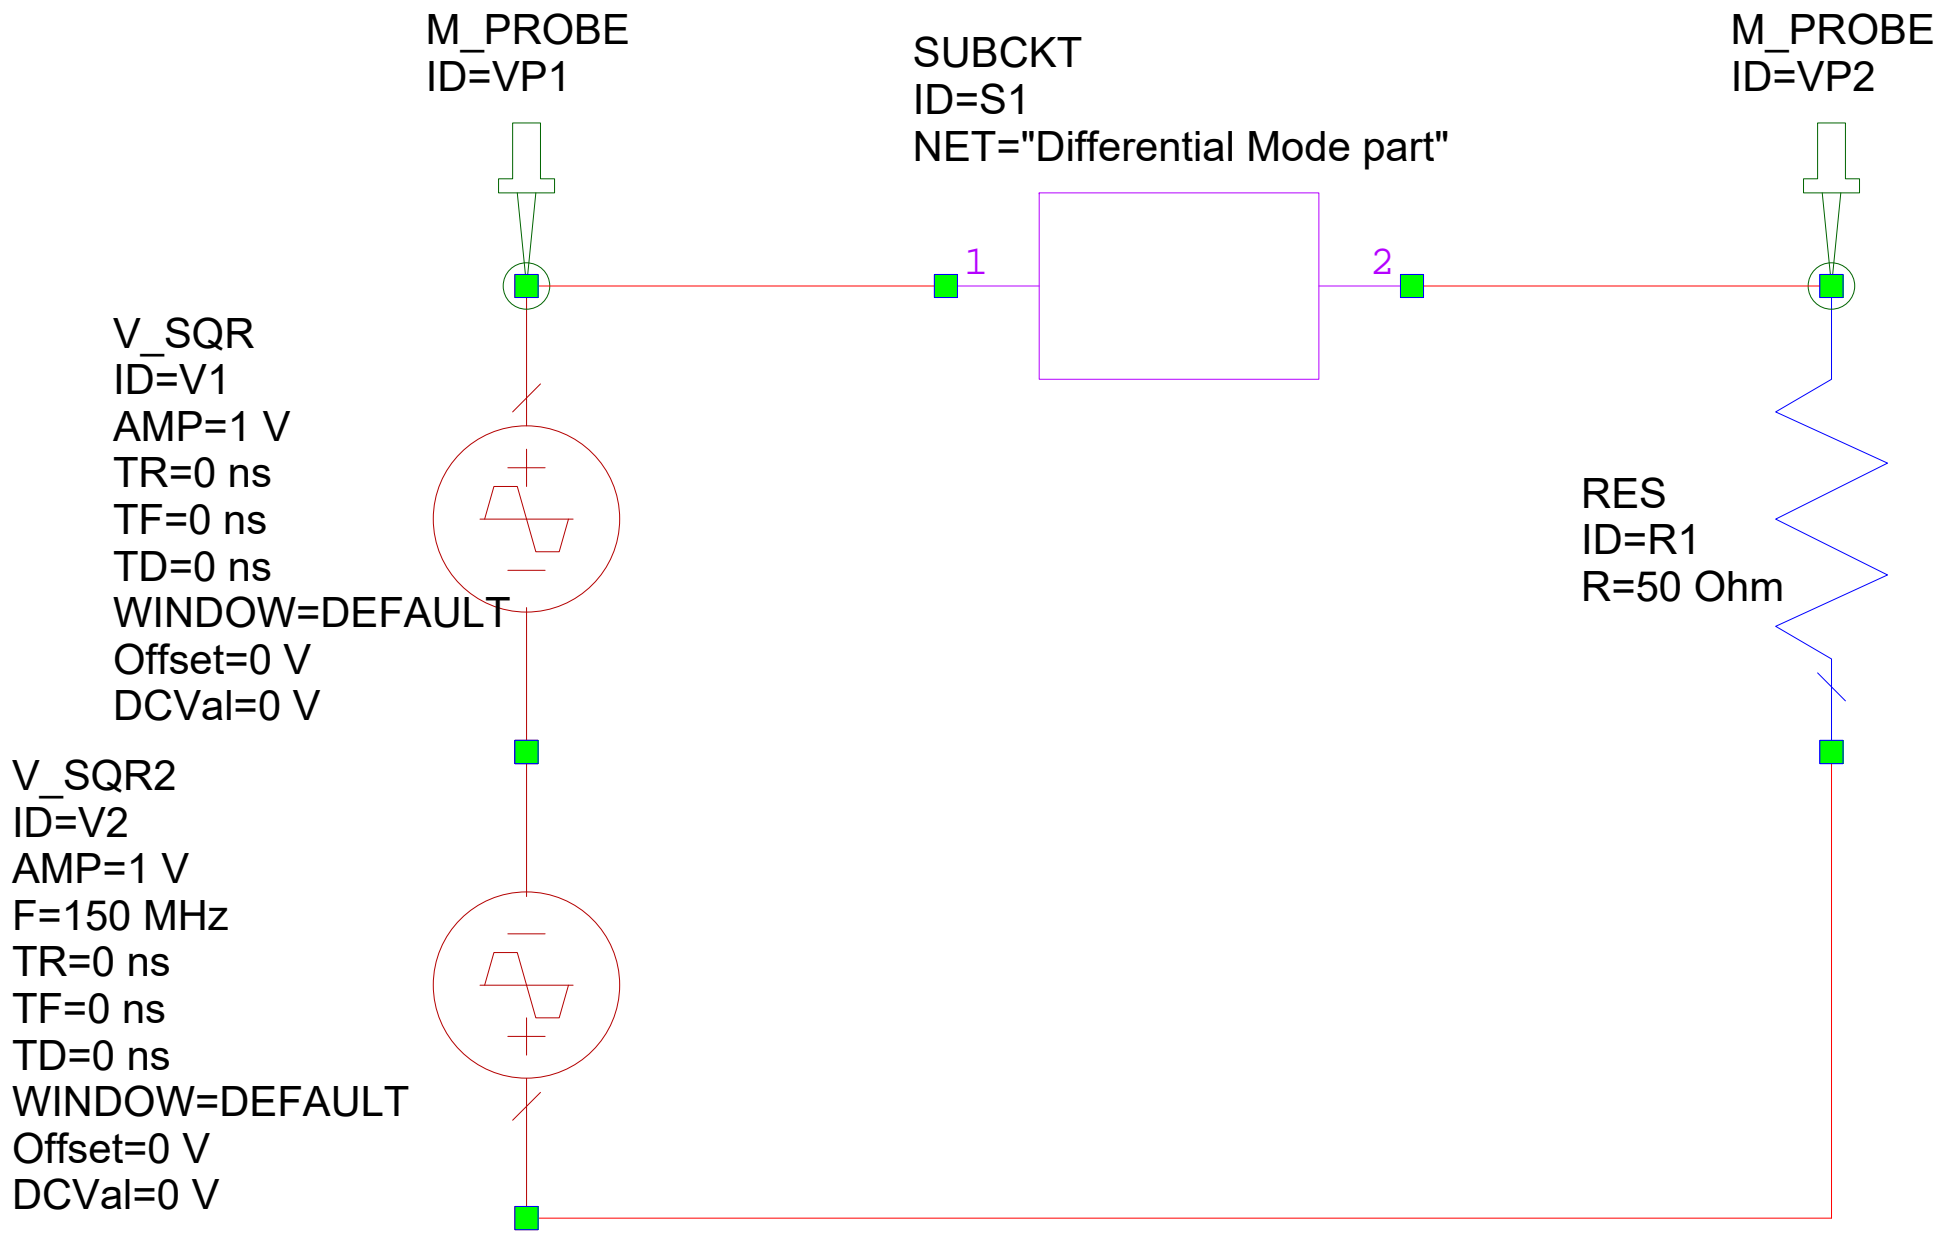 M_PROBE
ID=VP1
SUBCKT
ID=S1
NET="Differential Mode part"
M_PROBE
ID=VP2
1
2
V_SQR
ID=V1
AMP=1 V
TR=0 ns
TF=0 ns
TD=0 ns
WINDOW=DEFAULT
Offset=0 V
DCVal=0 V
RES
ID=R1
R=50 Ohm
V_SQR2
ID=V2
AMP=1 V
F=150 MHz
TR=0 ns
TF=0 ns
TD=0 ns
WINDOW=DEFAULT
Offset=0 V
DCVal=0 V